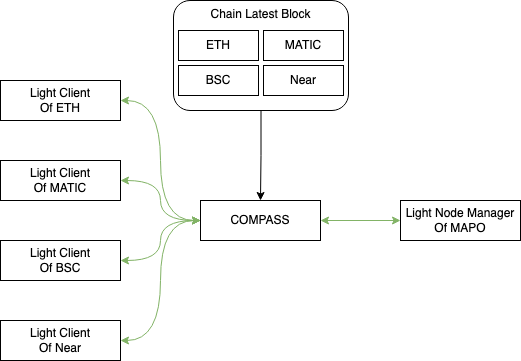 Chain Latest Block
ETH
MATIC
BSC
Near
Light Client
Of ETH
Light Client
Of MATIC
COMPASS
Light Node Manager
Of MAPO
Light Client
Of BSC
Light Client
Of Near